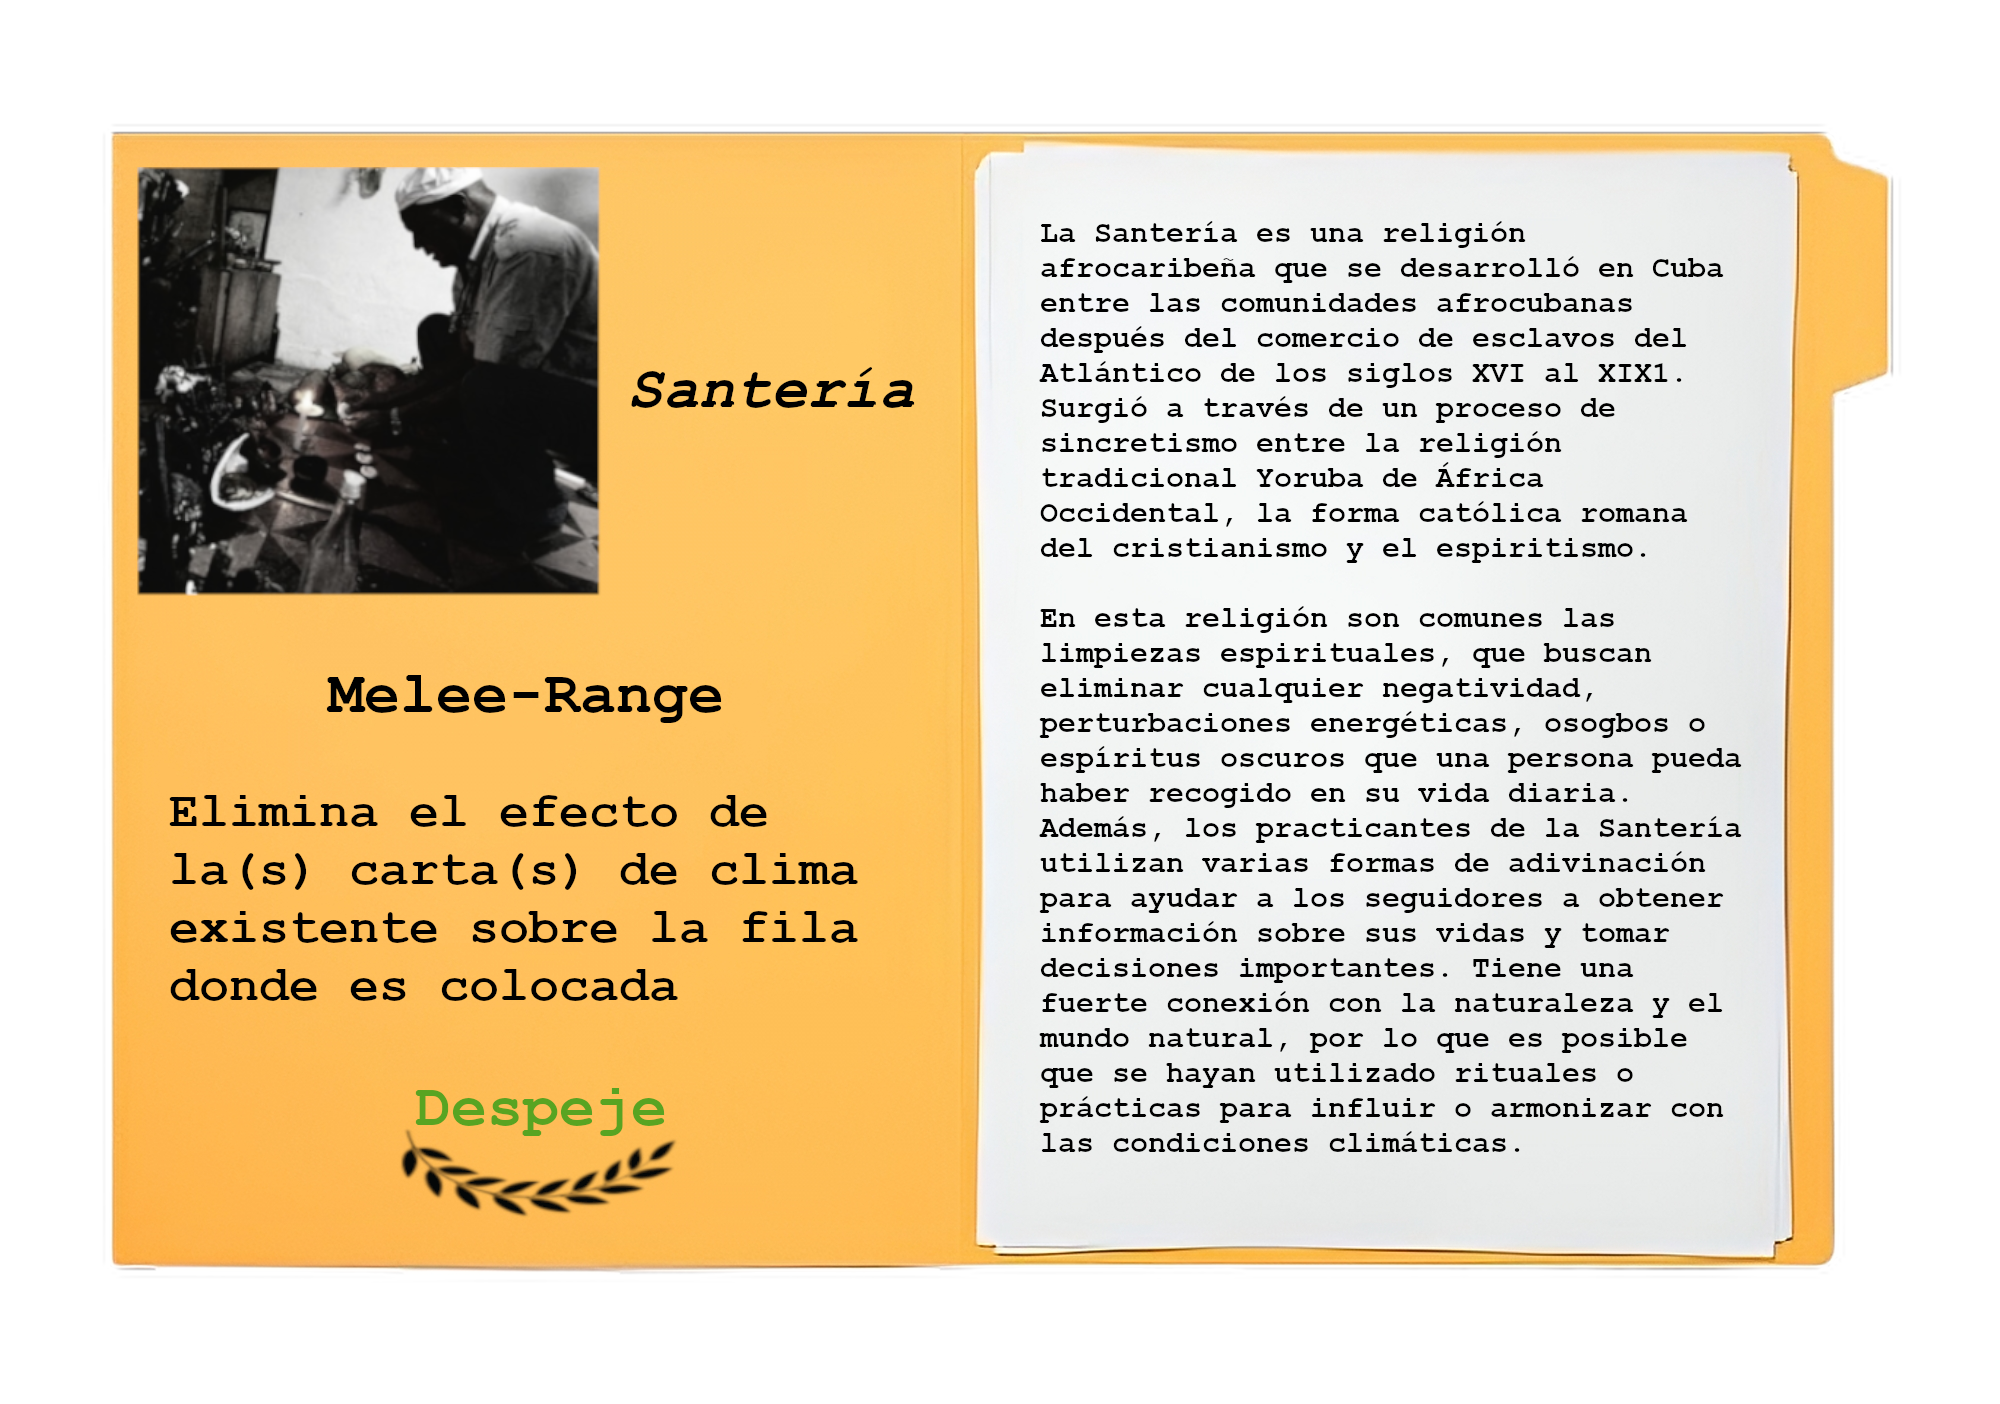 Santería
Melee-Range
Elimina el efecto de
la(s) carta(s) de clima
existente sobre la fila
donde es colocada
Despeje
La Santería es una religión
afrocaribeña que se desarrolló en Cuba
entre las comunidades afrocubanas
después del comercio de esclavos del
Atlántico de los siglos XVI al XIX1.
Surgió a través de un proceso de
sincretismo entre la religión
tradicional Yoruba de África
Occidental, la forma católica romana
del cristianismo y el espiritismo.
En esta religión son comunes las
limpiezas espirituales, que buscan
eliminar cualquier negatividad,
perturbaciones energéticas, osogbos o
espíritus oscuros que una persona pueda
haber recogido en su vida diaria.
Además, los practicantes de la Santería
utilizan varias formas de adivinación
para ayudar a los seguidores a obtener
información sobre sus vidas y tomar
decisiones importantes. Tiene una
fuerte conexión con la naturaleza y el
mundo natural, por lo que es posible
que se hayan utilizado rituales o
prácticas para influir o armonizar con
las condiciones climáticas.